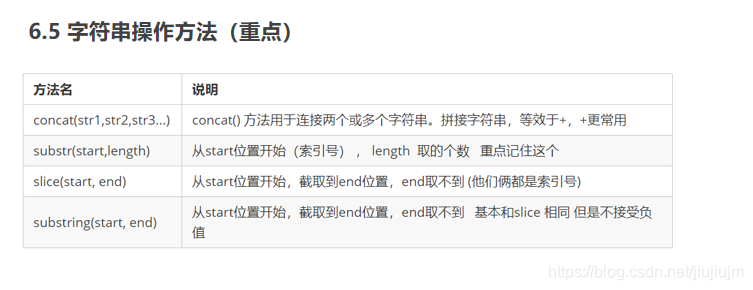 6.5 字符串操作方法（重点）
方法名 说明
concat(str1,str2,str3...) concat() 方法用于连接两个或多个字符串。拼接字符串，等效于+，+更常用
substr(start,length) 从start位置开始（索引号） ， length 取的个数 重点记住这个
slice(start, end) 从start位置开始，截取到end位置，end取不到 (他们俩都是索引号)
substring(start, end) 从start位置开始，截取到end位置，end取不到 基本和slice 相同 但是不接受负
值
https://blog.csdn.net/jiujiujm